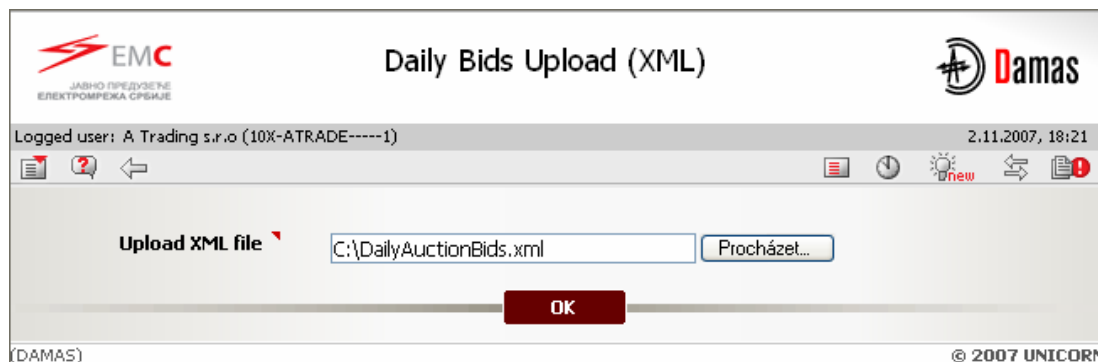 EMC
ЈАВНО ПРЕДУЗЕЋЕ
ЕЛЕКТРОМРЕЖА СРБИЈЕ
Daily Bids Upload (XML)
Damas
Logged user: A Trading s.r.o (10X-ATRADE-----1)
2.11.2007, 18:21
new
Upload XML file
C:\DailyAuctionBids.xml
Procházet...
OK
(DAMAS)
© 2007 UNICORN